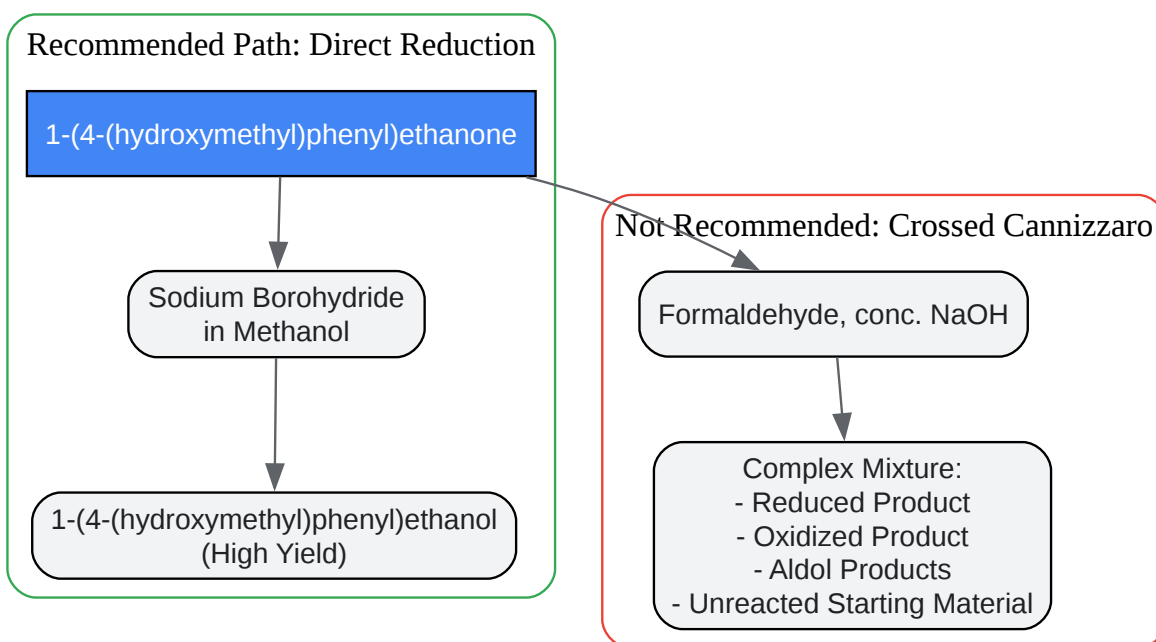 Recommended Path: Direct Reduction
1-(4-(hydroxymethyl)phenyl)ethanone
Sodium Borohydride
in Methanol
1-(4-(hydroxymethyl)phenyl)ethanol
(High Yield)
Not Recommended: Crossed Cannizzaro
Formaldehyde, conc. NaOH
Complex Mixture:
- Reduced Product
- Oxidized Product
- Aldol Products
- Unreacted Starting Material